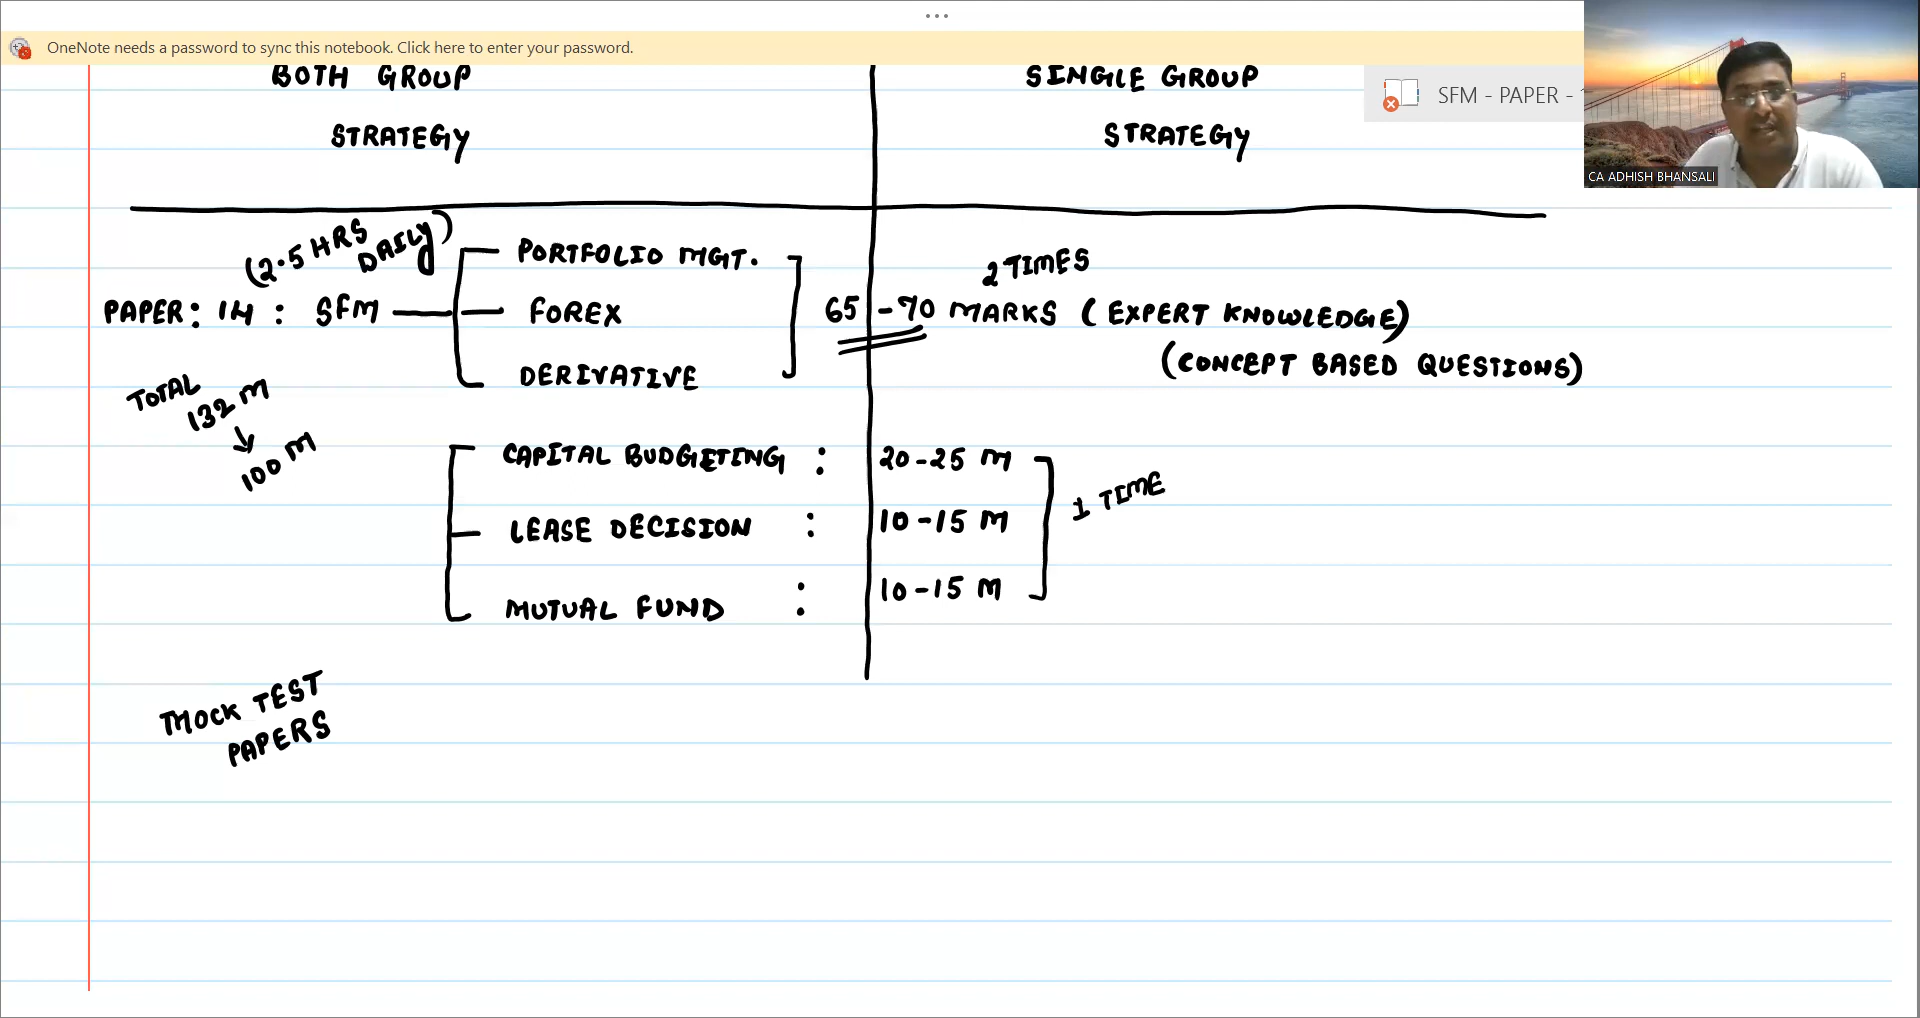 OneNote needs a password to sync this notebook. Click here to enter your password.
SFM - PAPER -
CA ADHISH BHANSALI
BOTH GROUP
STRATEGY
SINGLE GROUP
STRATEGY
(2.5 HRS
DAILY)
PORTFOLIO MGT.
2 TIMES
PAPER: 14 : SFM
FOREX
65 - 70 MARKS (EXPERT KNOWLEDGE)
(CONCEPT BASED QUESTIONS)
DERIVATIVE
TOTAL
132 M
100 M
CAPITAL BUDGETING : 20-25 M
1 TIME
LEASE DECISION : 10-15 M
MUTUAL FUND : 10-15 M
MOCK TEST
PAPERS